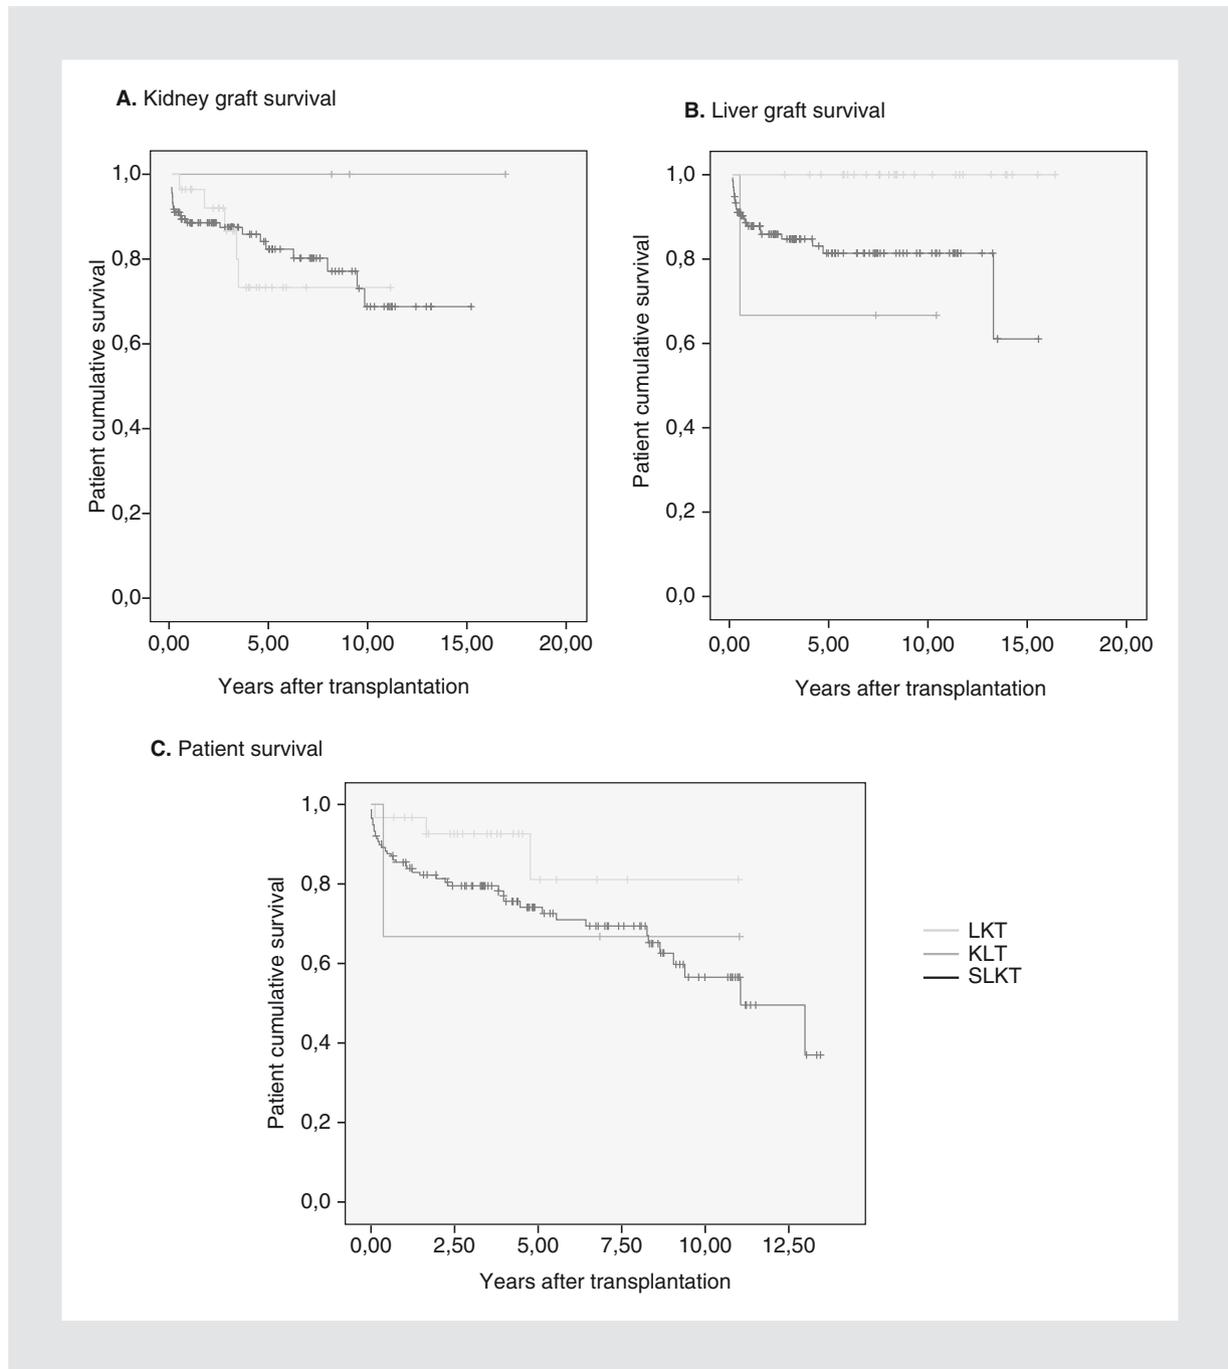 A. Kidney graft survival
Patient cumulative survival
1,0
0,8
0,6
0,4
0,2
0,0
0,00 5,00 10,00 15,00 20,00
Years after transplantation
B. Liver graft survival
Patient cumulative survival
1,0
0,8
0,6
0,4
0,2
0,0
0,00 5,00 10,00 15,00 20,00
Years after transplantation
C. Patient survival
Patient cumulative survival
1,0
0,8
0,6
0,4
0,2
0,0
0,00 2,50 5,00 7,50 10,00 12,50
Years after transplantation
LKT
KLT
SLKT